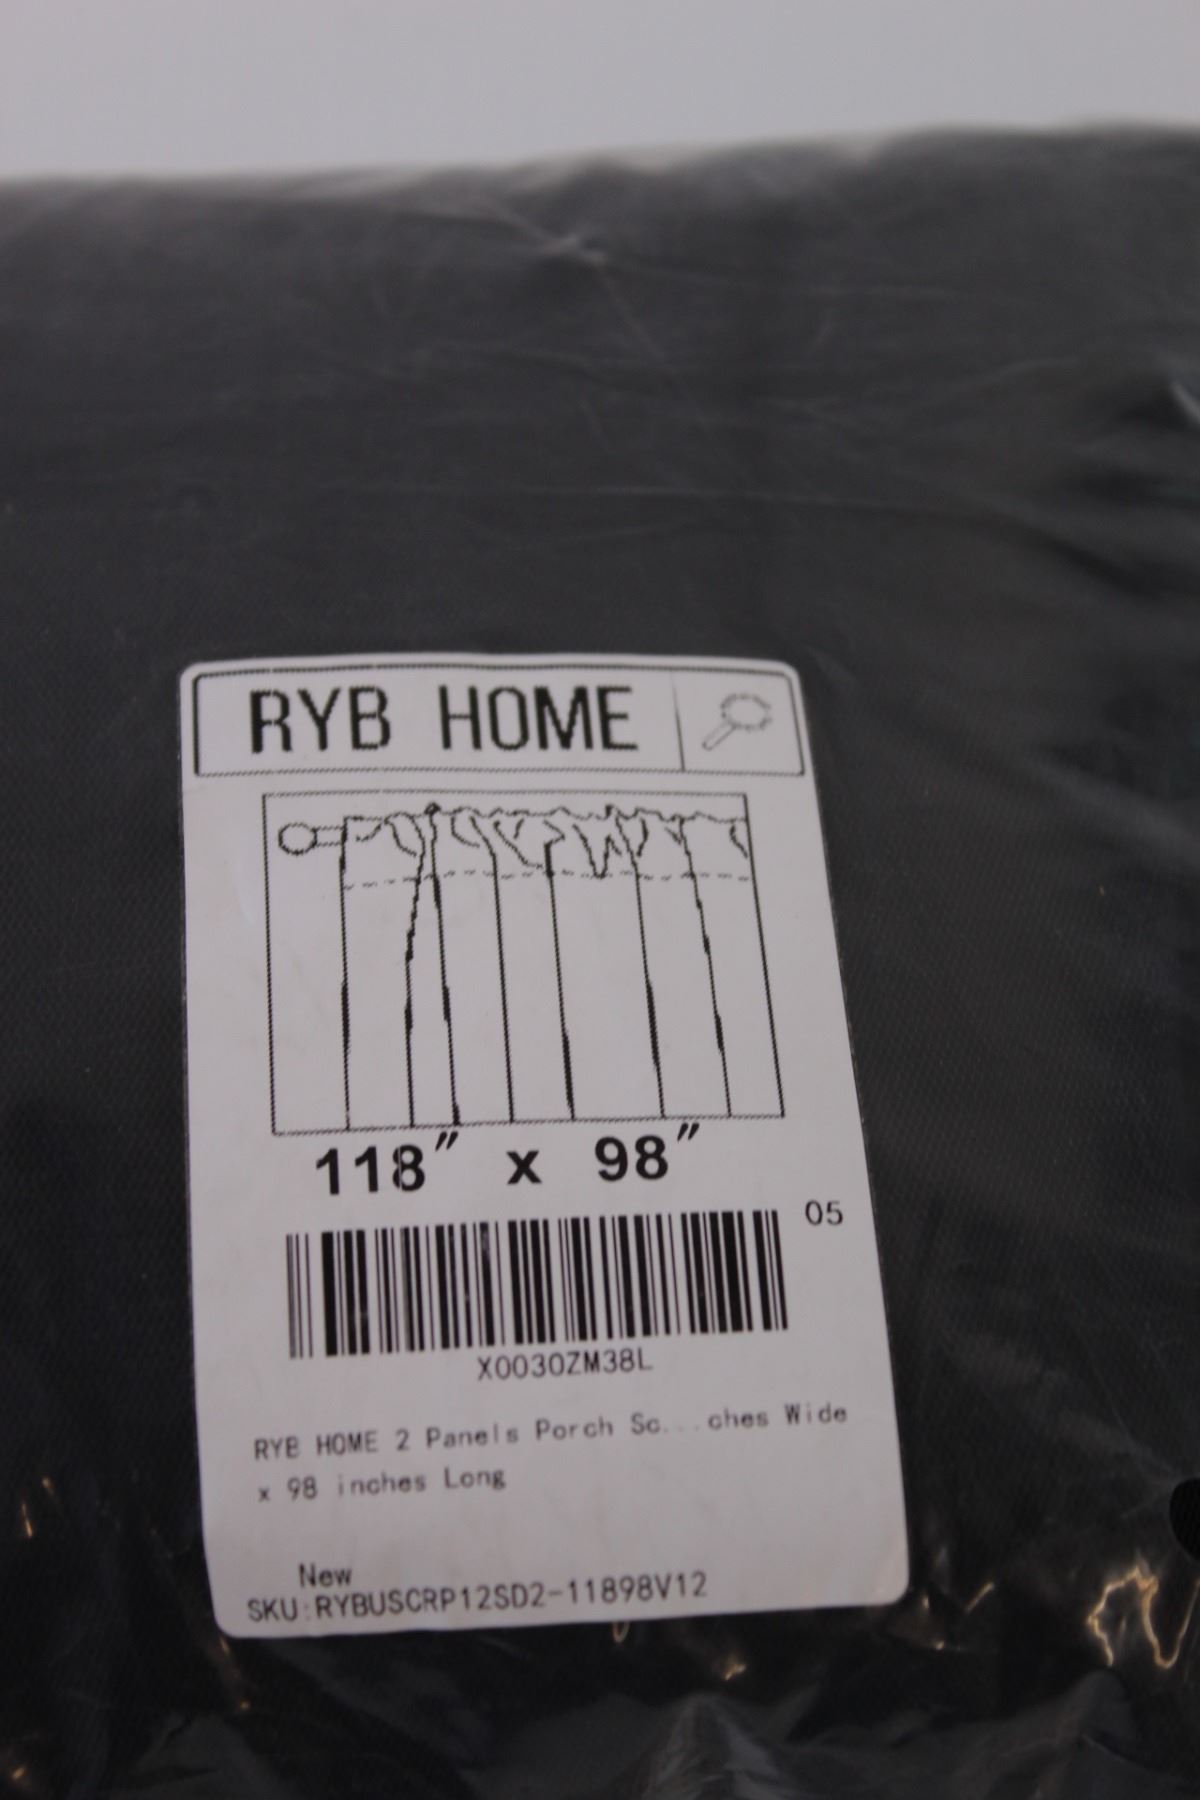 RYB HOME
118" x 98"
05
X0030ZM38L
RYB HOME 2 Panels Porch Sc...ches Wide
x 98 inches Long
New
SKU:RYBUSCRP12SD2-11898V12